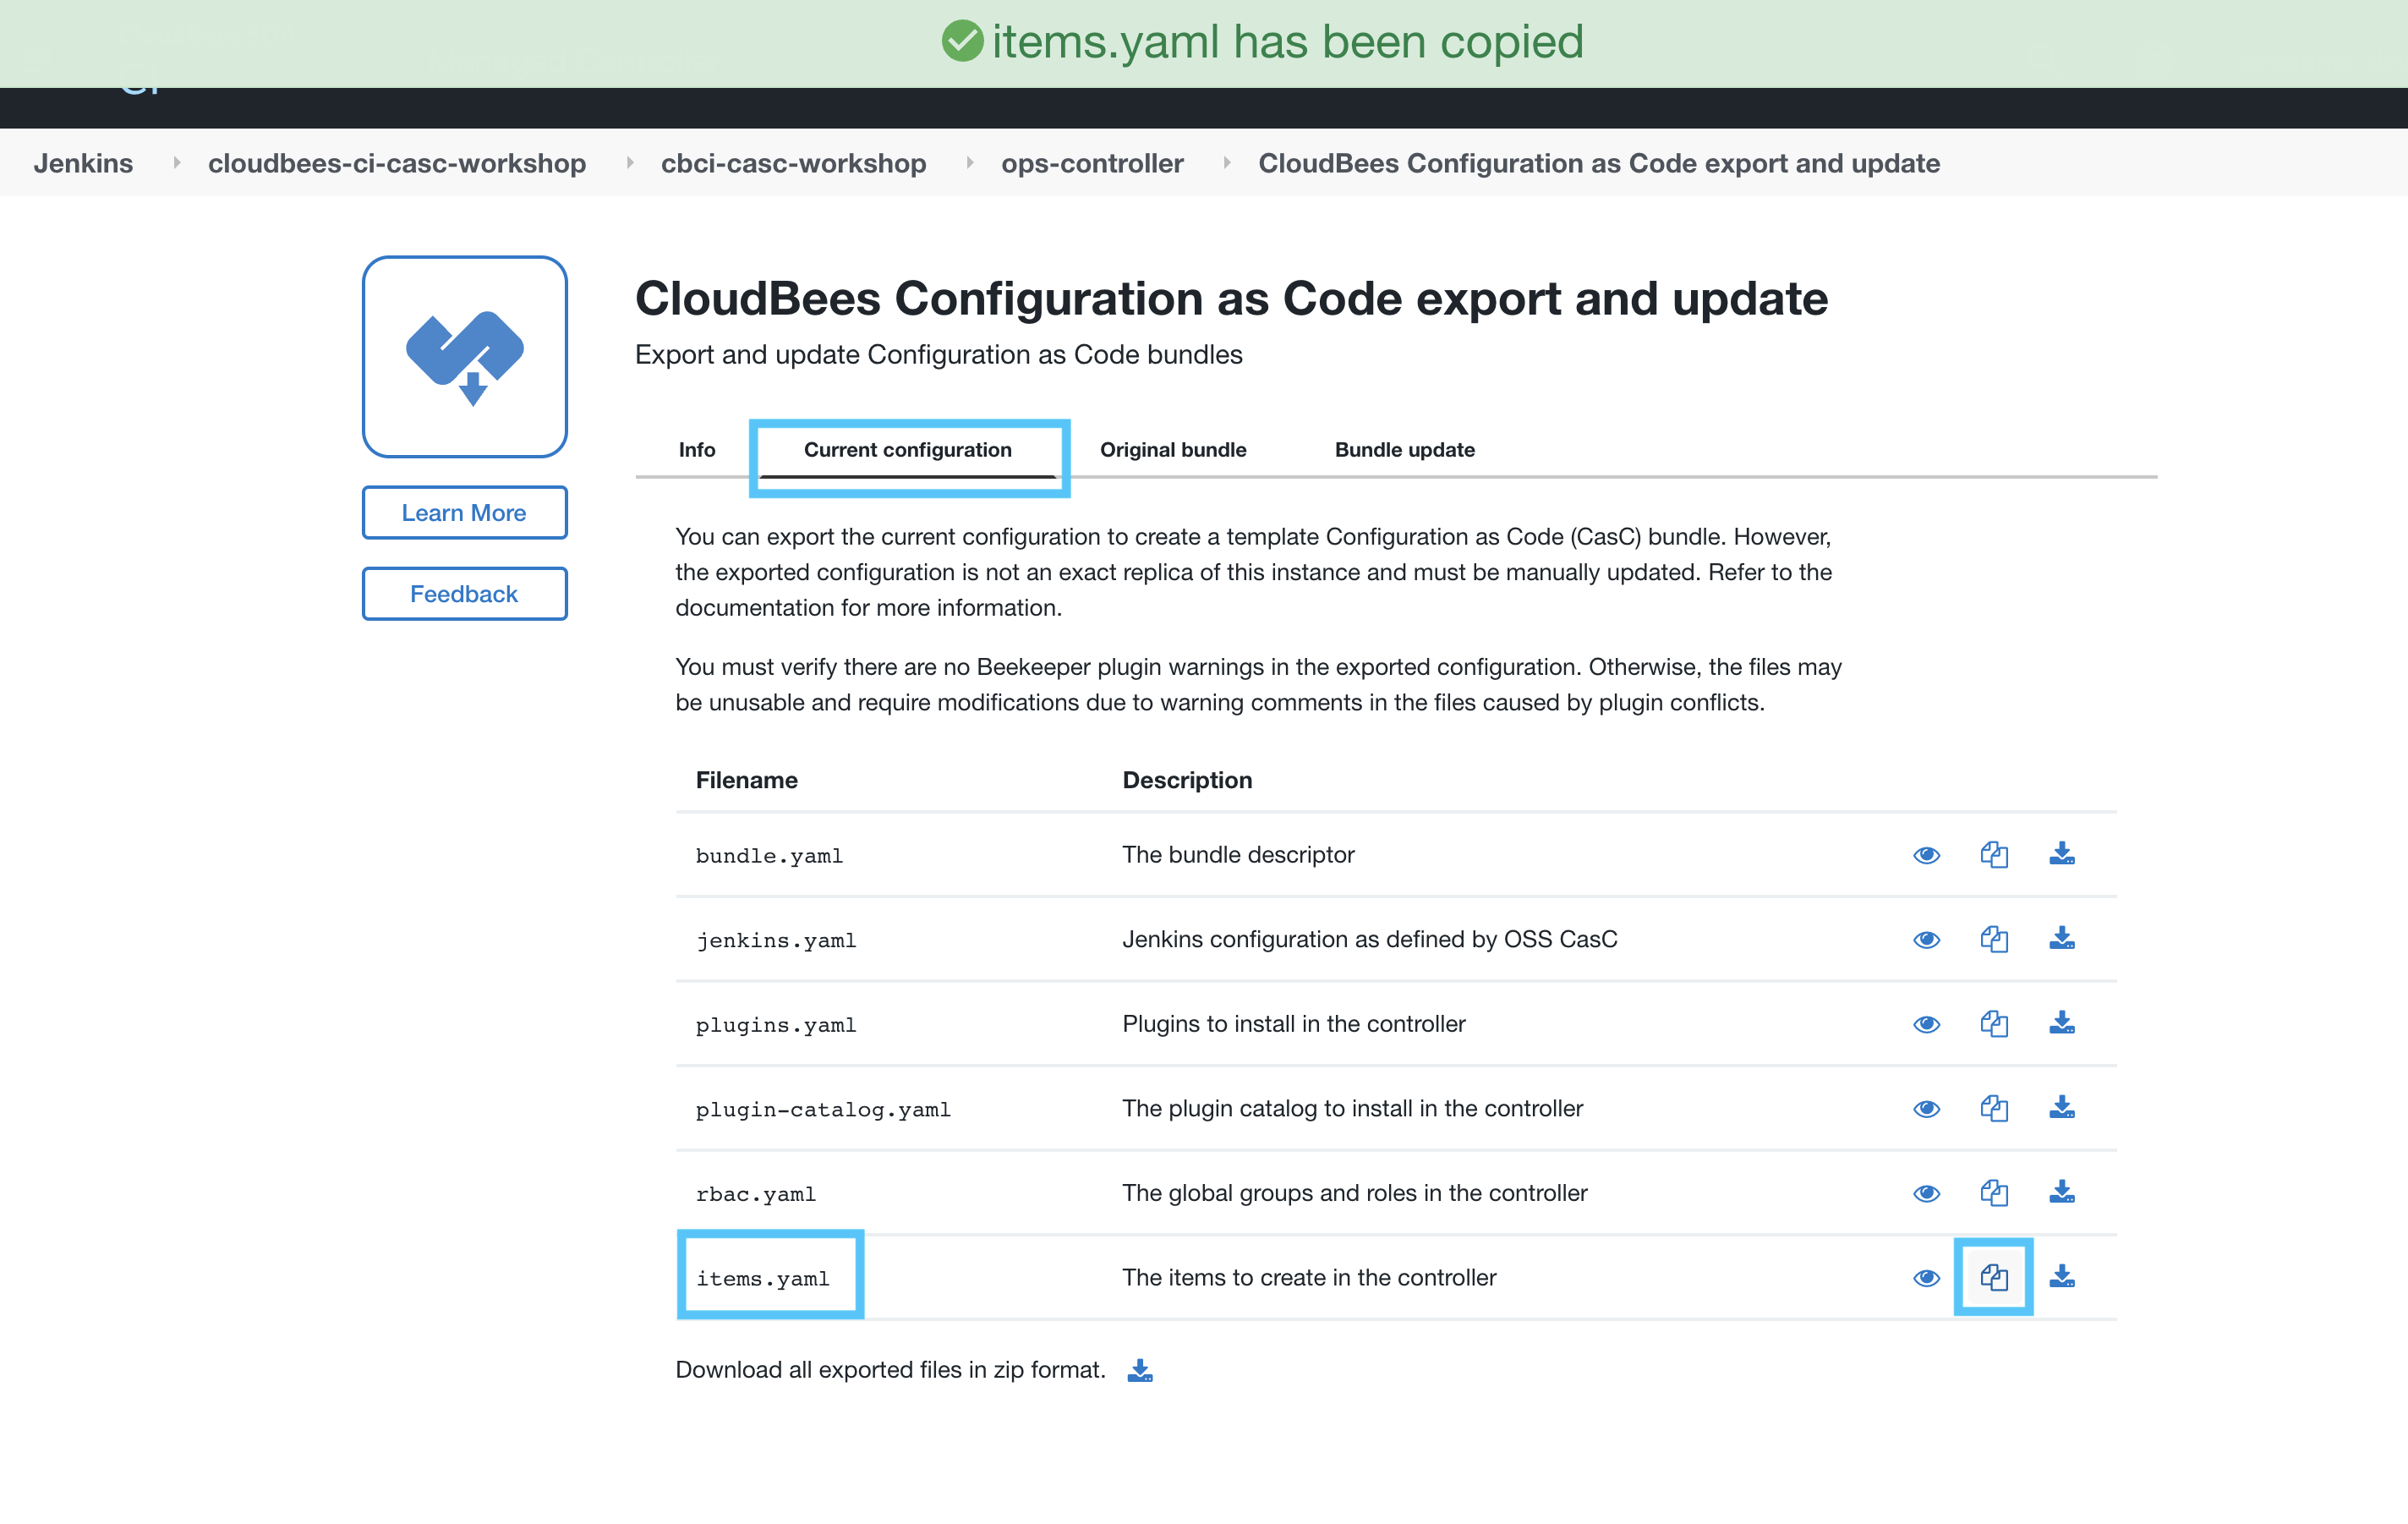 items.yaml has been copied
Jenkins cloudbees-ci-casc-workshop cbci-casc-workshop ops-controller CloudBees Configuration as Code export and update
CloudBees Configuration as Code export and update
Export and update Configuration as Code bundles
Learn More
Feedback
Info Current configuration Original bundle Bundle update
You can export the current configuration to create a template Configuration as Code (CasC) bundle. However,
the exported configuration is not an exact replica of this instance and must be manually updated. Refer to the
documentation for more information.
You must verify there are no Beekeeper plugin warnings in the exported configuration. Otherwise, the files may
be unusable and require modifications due to warning comments in the files caused by plugin conflicts.
Filename Description
bundle.yaml The bundle descriptor
jenkins.yaml Jenkins configuration as defined by OSS CasC
plugins.yaml Plugins to install in the controller
plugin-catalog.yaml The plugin catalog to install in the controller
rbac.yaml The global groups and roles in the controller
items.yaml The items to create in the controller
Download all exported files in zip format.